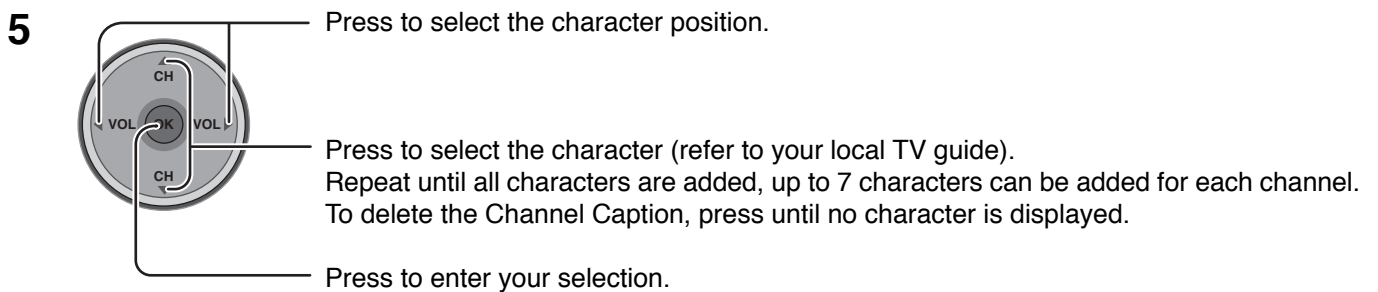 5
Press to select the character position.
CH
VOL OK VOL
Press to select the character (refer to your local TV guide).
CH
Repeat until all characters are added, up to 7 characters can be added for each channel.
To delete the Channel Caption, press until no character is displayed.
Press to enter your selection.